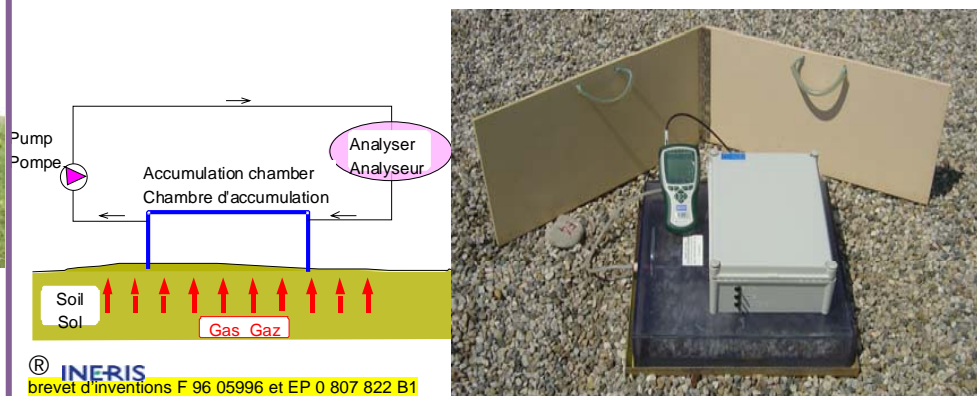 Pump
Pompe
Analyser
Analyseur
Accumulation chamber
Chambre d'accumulation
Soil
Sol
Gas Gaz
® INERIS
brevet d'inventions F 96 05996 et EP 0 807 822 B1